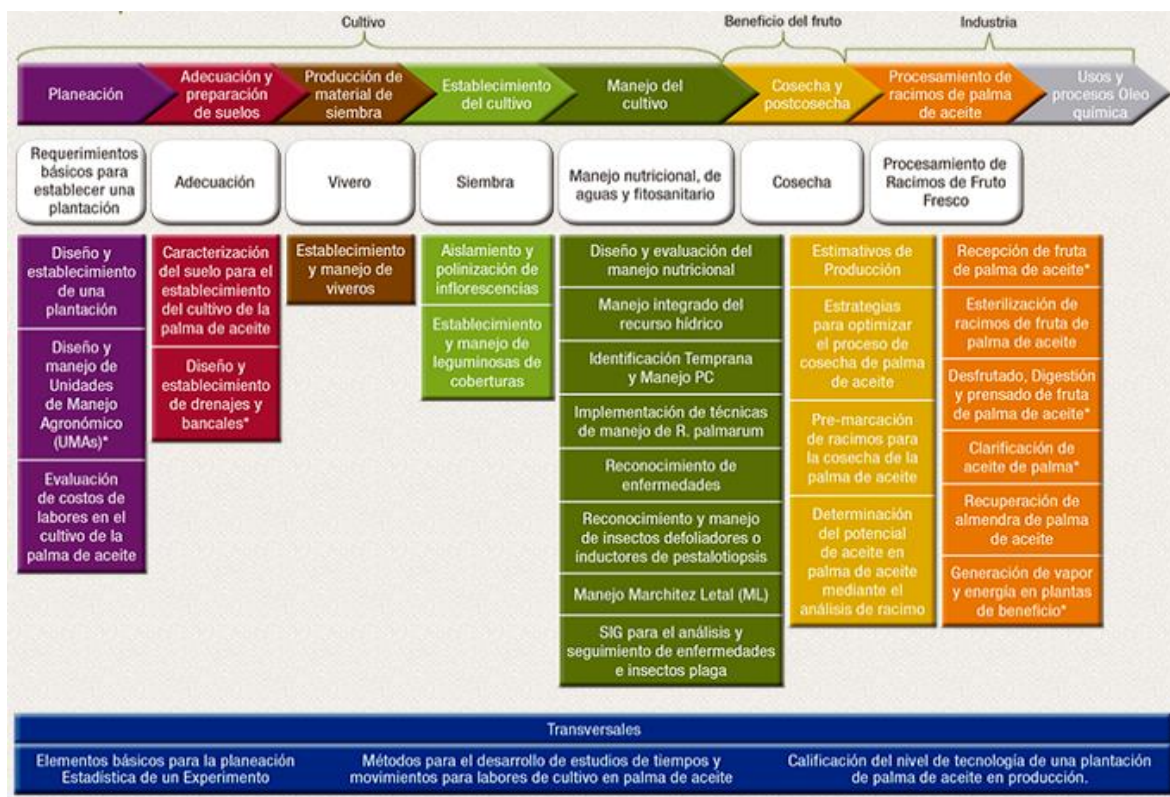 Cultivo
Beneficio del fruto
Industria
Planeación
Adecuación y
preparación
de suelos
Producción de
material de
siembra
Establecimiento
del cultivo
Manejo del
cultivo
Cosecha y
postcosecha
Procesamiento de
racimos de palma
de aceite
Usos y
procesos Oleo
química
Requerimientos
básicos para
establecer una
plantación
Adecuación
Vivero
Siembra
Manejo nutricional, de
aguas y fitosanitario
Cosecha
Procesamiento de
Racimos de Fruto
Fresco
Diseño y
establecimiento
de una
plantación
Diseño y
manejo de
Unidades
de Manejo
Agronómico
(UMAs)*
Evaluación
de costos de
labores en el
cultivo de la
palma de aceite
Caracterización
del suelo para el
establecimiento
del cultivo de la
palma de aceite
Diseño y
establecimiento
de drenajes y
bancales*
Establecimiento
y manejo de
viveros
Aislamiento y
polinización de
inflorescencias
Establecimiento
y manejo de
leguminosas de
coberturas
Diseño y evaluación del
manejo nutricional
Manejo integrado del
recurso hídrico
Identificación Temprana
y Manejo PC
Implementación de técnicas
de manejo de R. palmarum
Reconocimiento de
enfermedades
Reconocimiento y manejo
de insectos defoliadores o
inductores de pestalotiopsis
Manejo Marchitez Letal (ML)
SIG para el análisis y
seguimiento de enfermedades
e insectos plaga
Estimativos de
Producción
Estrategias
para optimizar
el proceso de
cosecha de palma
de aceite
Pre-marcación
de racimos para
la cosecha de la
palma de aceite
Determinación
del potencial
de aceite en
palma de aceite
mediante el
análisis de racimo
Recepción de fruta
de palma de aceite*
Esterilización de
racimos de fruta de
palma de aceite
Desfrutado, Digestión
y prensado de fruta
de palma de aceite*
Clarificación de
aceite de palma*
Recuperación de
almendra de palma
de aceite
Generación de vapor
y energía en plantas
de beneficio*
Transversales
Elementos básicos para la planeación
Estadística de un Experimento
Métodos para el desarrollo de estudios de tiempos y
movimientos para labores de cultivo en palma de aceite
Calificación del nivel de tecnología de una plantación
de palma de aceite en producción.